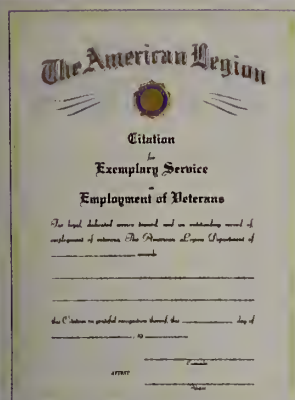 The American Legion
Citation
for
Exemplary Service
in
Employment of Veterans
For loyal, dedicated service toward, and an outstanding record of
employment of veterans, The American Legion Department of
awards
this Citation in grateful recognition thereof, this day of
, 19
Commander
ATTEST